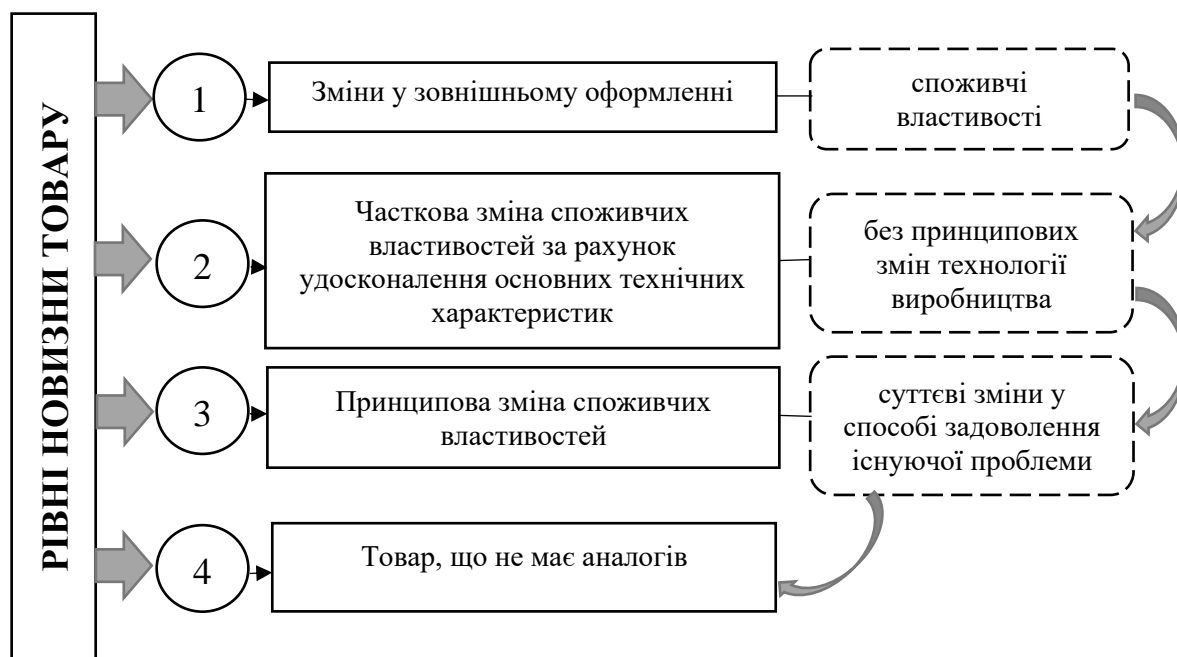 РІВНІ НОВИЗНИ ТОВАРУ
1
Зміни у зовнішньому оформленні
споживчі
властивості
2
Часткова зміна споживчих
властивостей за рахунок
удосконалення основних технічних
характеристик
без принципових
змін технології
виробництва
3
Принципова зміна споживчих
властивостей
суттєві зміни у
способі задоволення
існуючої проблеми
4
Товар, що не має аналогів